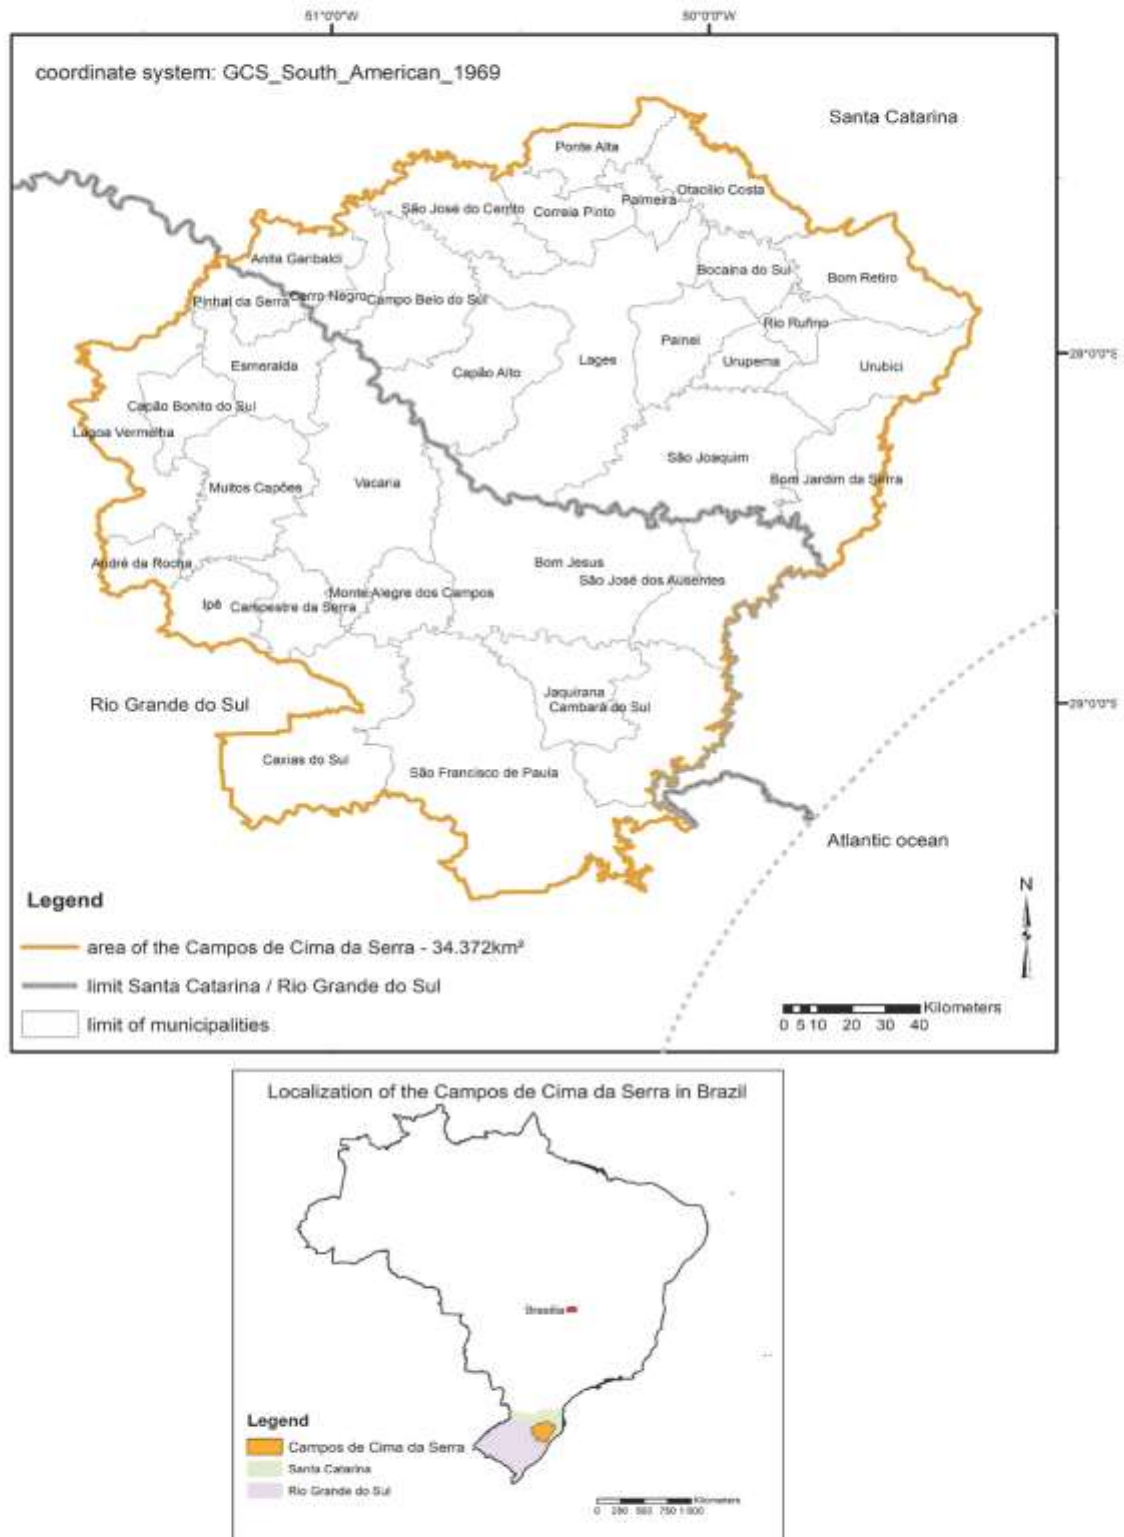 51°0'0"W
50°0'0"W
coordinate system: GCS_South_American_1969
Santa Catarina
Ponte Alta
Otacílio Costa
Palmeira
São José do Cerrito
Correia Pinto
Anita Garibaldi
Bocaina do Sul
Bom Retiro
Pinhal da Serra
Cerro Negro
Campo Belo do Sul
Rio Rufino
Painel
28°0'0"S
Lages
Urupema
Urubici
Esmeralda
Capão Alto
Capão Bonito do Sul
Lagoa Vermelha
São Joaquim
Bom Jardim da Serra
Vacaria
Muitos Capões
André da Rocha
Bom Jesus
São José dos Ausentes
Monte Alegre dos Campos
Ipê
Campestre da Serra
Jaquirana
Cambará do Sul
Rio Grande do Sul
29°0'0"S
Caxias do Sul
São Francisco de Paula
Atlantic ocean
N
Legend
area of the Campos de Cima da Serra - 34.372km²
limit Santa Catarina / Rio Grande do Sul
limit of municipalities
Kilometers
0 5 10 20 30 40
Localization of the Campos de Cima da Serra in Brazil
Brasília
Legend
Campos de Cima da Serra
Santa Catarina
Rio Grande do Sul
Kilometers
0 250 500 750 1 000